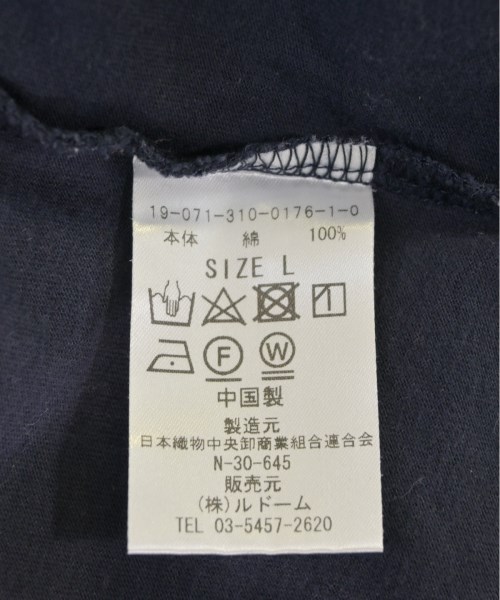 19-071-310-0176-1-0
本体 綿 100%
SIZE L
F W
中国製
製造元
日本織物中央卸商業組合連合会
N-30-645
販売元
(株)ルドーム
TEL 03-5457-2620